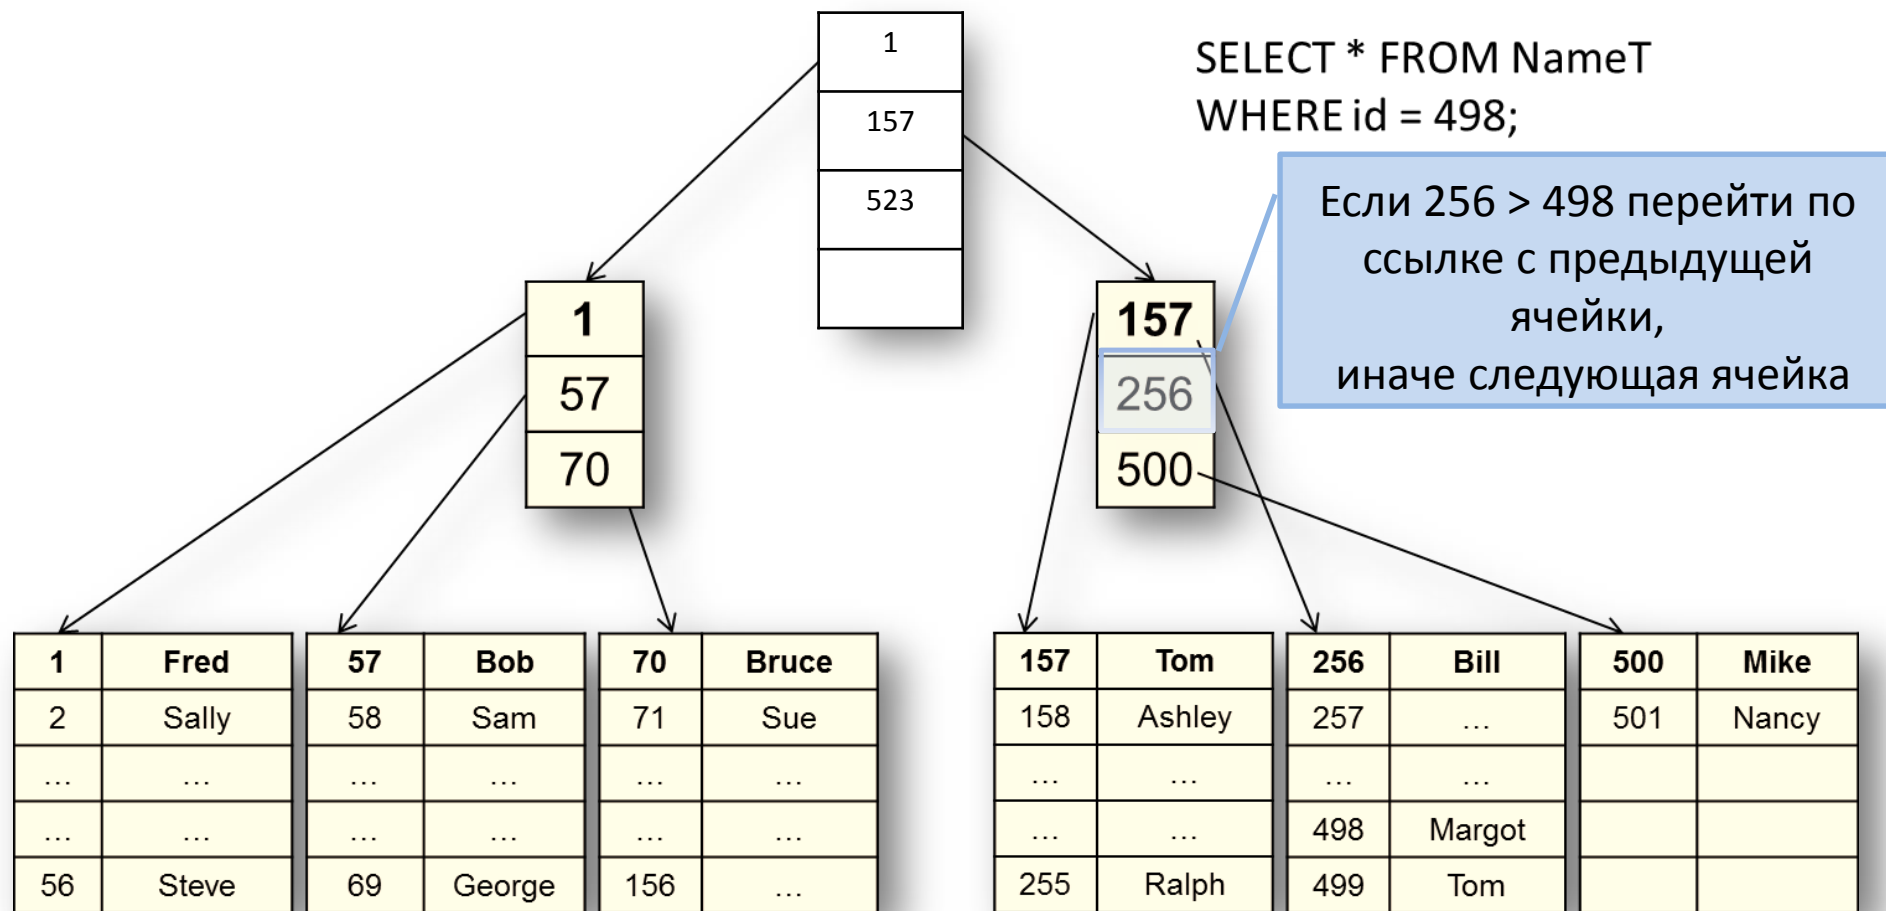 1
157
523
SELECT * FROM NameT
WHERE id = 498;
Если 256 > 498 перейти по
ссылке с предыдущей
ячейки,
иначе следующая ячейка
1
57
70
157
256
500
1 Fred
2 Sally
... ...
... ...
56 Steve
57 Bob
58 Sam
... ...
... ...
69 George
70 Bruce
71 Sue
... ...
... ...
156 ...
157 Tom
158 Ashley
... ...
... ...
255 Ralph
256 Bill
257 ...
... ...
498 Margot
499 Tom
500 Mike
501 Nancy